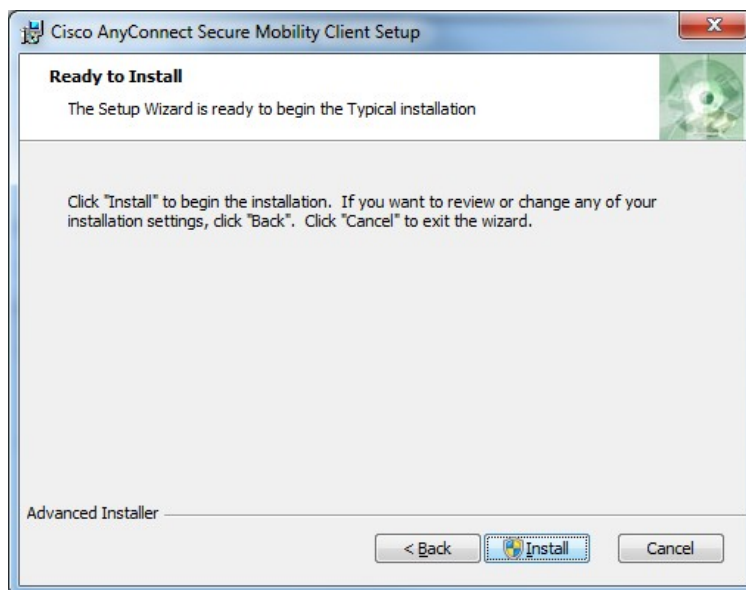 Cisco AnyConnect Secure Mobility Client Setup
Ready to Install
The Setup Wizard is ready to begin the Typical installation
Click "Install" to begin the installation.  If you want to review or change any of your
installation settings, click "Back".  Click "Cancel" to exit the wizard.
Advanced Installer
< Back Install Cancel